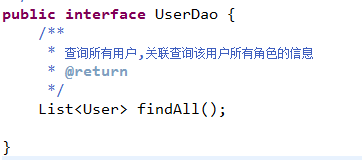 public interface UserDao {
/**
* 查询所有用户,关联查询该用户所有角色的信息
* @return
*/
List<User> findAll();
}